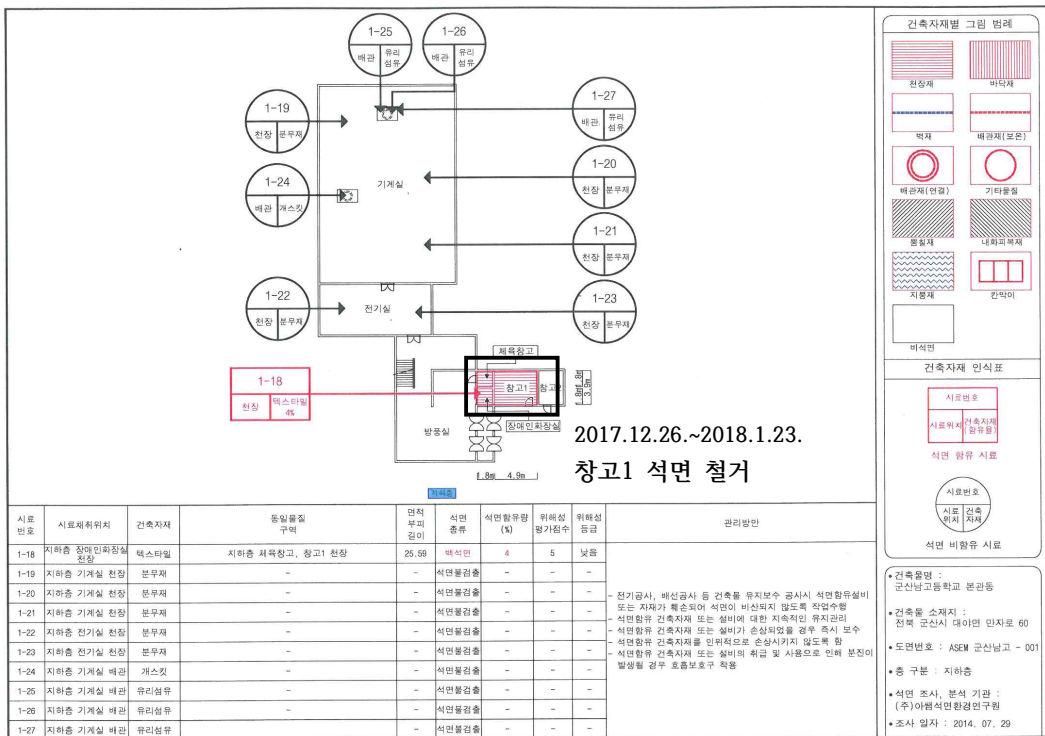 1-25
배관
유리
섬유
1-26
배관
유리
섬유
1-19
천장
분무재
1-27
배관
유리
섬유
1-24
배관
개스킷
기계실
1-20
천장
분무재
1-21
천장
분무재
1-22
천장
분무재
전기실
1-23
천장
분무재
1-18
천장
텍스타일
4%
체육창고
창고1
창고2
1.8m
1.8m
3.9m
장애인화장실
방풍실
1.8m 4.9m
2017.12.26.~2018.1.23.
창고1 석면 철거
지하층
건축자재별 그림 범례
천장재
바닥재
벽재
배관재(보온)
배관재(연결)
기타물질
뿜칠재
내화피복재
지붕재
칸막이
비석면
건축자재 인식표
시료번호
시료위치
건축자재
(함유율)
석면 함유 시료
시료번호
시료
위치
건축
자재
석면 비함유 시료
• 건축물명 :
군산남고등학교 본관동
• 건축물 소재지 :
전북 군산시 대야면 만자로 60
• 도면번호 : ASEM 군산남고 - 001
• 층 구분 : 지하층
• 석면 조사, 분석 기관 :
(주)아쎔석면환경연구원
• 조사 일자 : 2014. 07. 29
시료
번호
시료채취위치
건축자재
동일물질
구역
면적
부피
길이
석면
종류
석면함유량
(%)
위해성
평가점수
위해성
등급
관리방안
1-18 지하층 장애인화장실 천장 텍스타일 지하층 체육창고, 창고1 천장 25.59 백석면 4 5 낮음
1-19 지하층 기계실 천장 분무재 - - 석면불검출 - - -
1-20 지하층 기계실 천장 분무재 - - 석면불검출 - - -
1-21 지하층 기계실 천장 분무재 - - 석면불검출 - - -
1-22 지하층 전기실 천장 분무재 - - 석면불검출 - - -
1-23 지하층 전기실 천장 분무재 - - 석면불검출 - - -
1-24 지하층 기계실 배관 개스킷 - - 석면불검출 - - -
1-25 지하층 기계실 배관 유리섬유 - - 석면불검출 - - -
1-26 지하층 기계실 배관 유리섬유 - - 석면불검출 - - -
1-27 지하층 기계실 배관 유리섬유 - - 석면불검출 - - -
- 전기공사, 배선공사 등 건축물 유지보수 공사시 석면함유설비
또는 자재가 훼손되어 석면이 비산되지 않도록 작업수행
- 석면함유 건축자재 또는 설비에 대한 지속적인 유지관리
- 석면함유 건축자재 또는 설비가 손상되었을 경우 즉시 보수
- 석면함유 건축자재를 인위적으로 손상시키지 않도록 함
- 석면함유 건축자재 또는 설비의 취급 및 사용으로 인해 분진이
발생될 경우 호흡보호구 착용